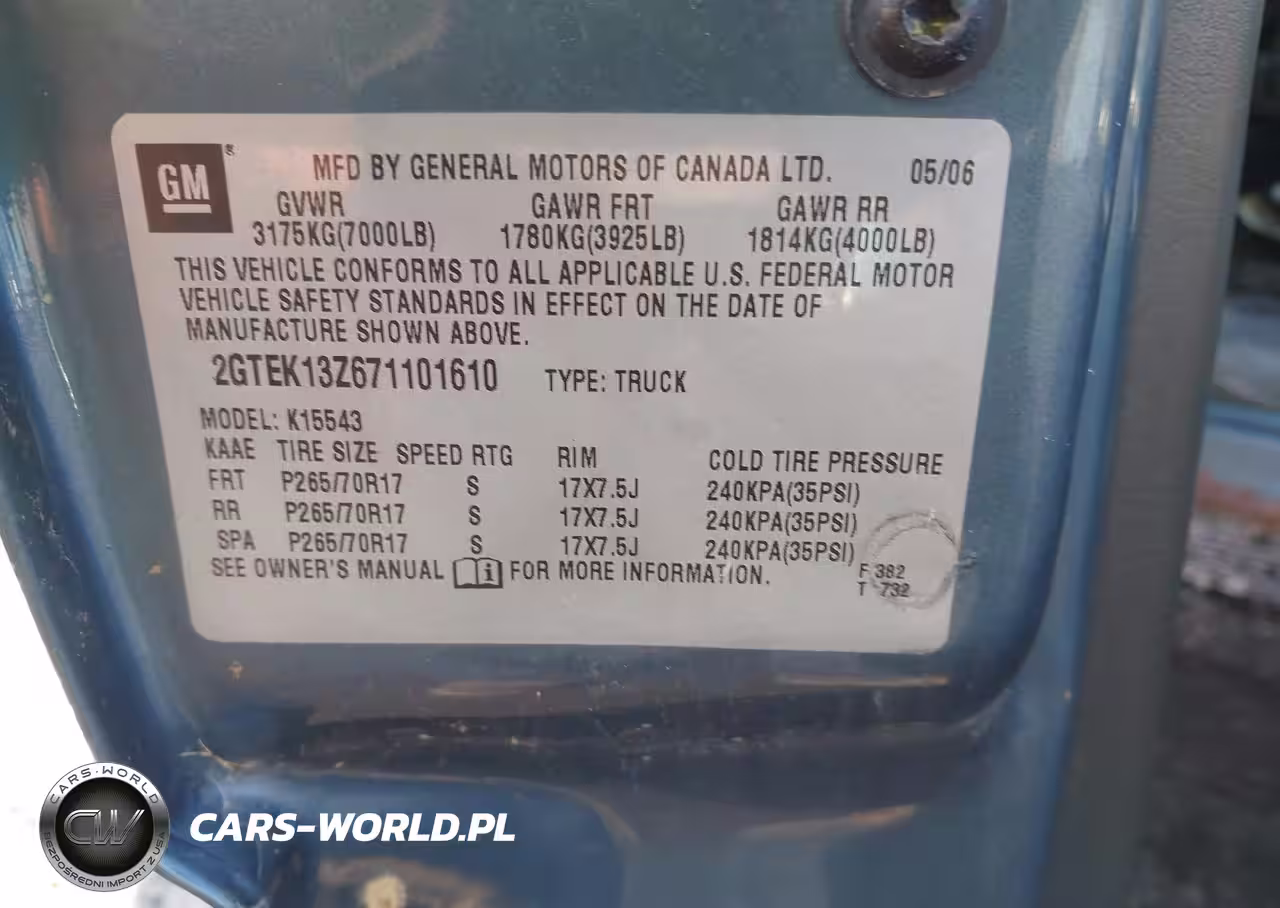 GM
MFD BY GENERAL MOTORS OF CANADA LTD. 05/06
GVWR GAWR FRT GAWR RR
3175KG(7000LB) 1780KG(3925LB) 1814KG(4000LB)
THIS VEHICLE CONFORMS TO ALL APPLICABLE U.S. FEDERAL MOTOR
VEHICLE SAFETY STANDARDS IN EFFECT ON THE DATE OF
MANUFACTURE SHOWN ABOVE.
2GTEK13Z671101610 TYPE: TRUCK
MODEL: K15543
KAAE TIRE SIZE SPEED RTG RIM COLD TIRE PRESSURE
FRT P265/70R17 S 17X7.5J 240KPA(35PSI)
RR P265/70R17 S 17X7.5J 240KPA(35PSI)
SPA P265/70R17 S 17X7.5J 240KPA(35PSI)
SEE OWNER'S MANUAL i FOR MORE INFORMATION.
F 382
T 732
CARS-WORLD
CW
BEZPOŚREDNI IMPORT Z USA
CARS-WORLD.PL